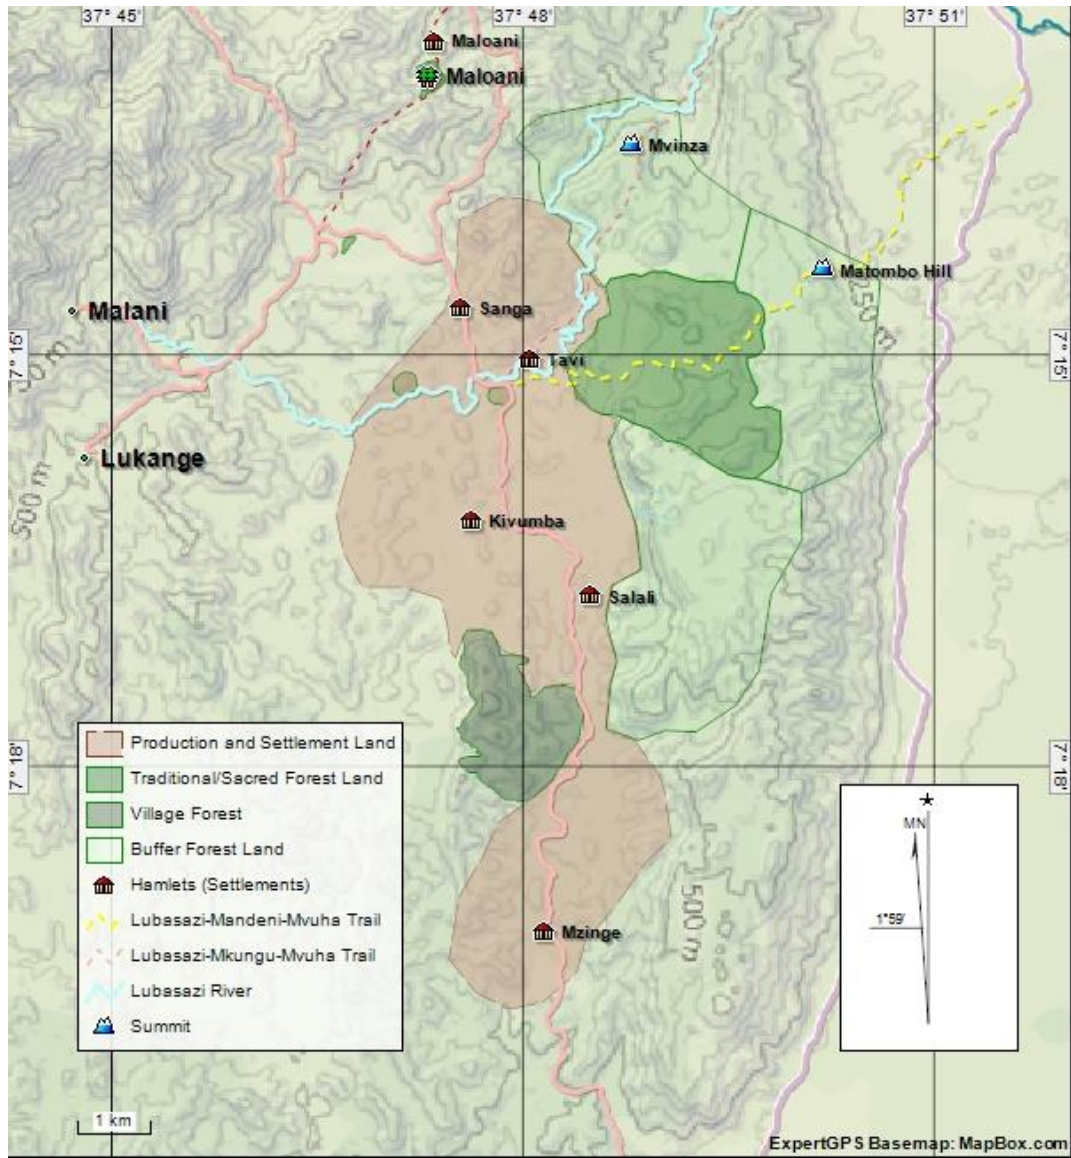 37° 45'
37° 48'
37° 51'
Maloani
Maloani
Mvinza
Matombo Hill
250 m
Malani
Sanga
7° 15'
Tavi
7° 15'
Lukange
500 m
Kivumba
Salali
7° 18'
7° 18'
Production and Settlement Land
Traditional/Sacred Forest Land
Village Forest
Buffer Forest Land
Hamlets (Settlements)
Lubasazi-Mandeni-Mvuha Trail
Lubasazi-Mkungu-Mvuha Trail
Lubasazi River
Summit
MN
1°59'
500 m
Mzinge
1 km
ExpertGPS Basemap: MapBox.com